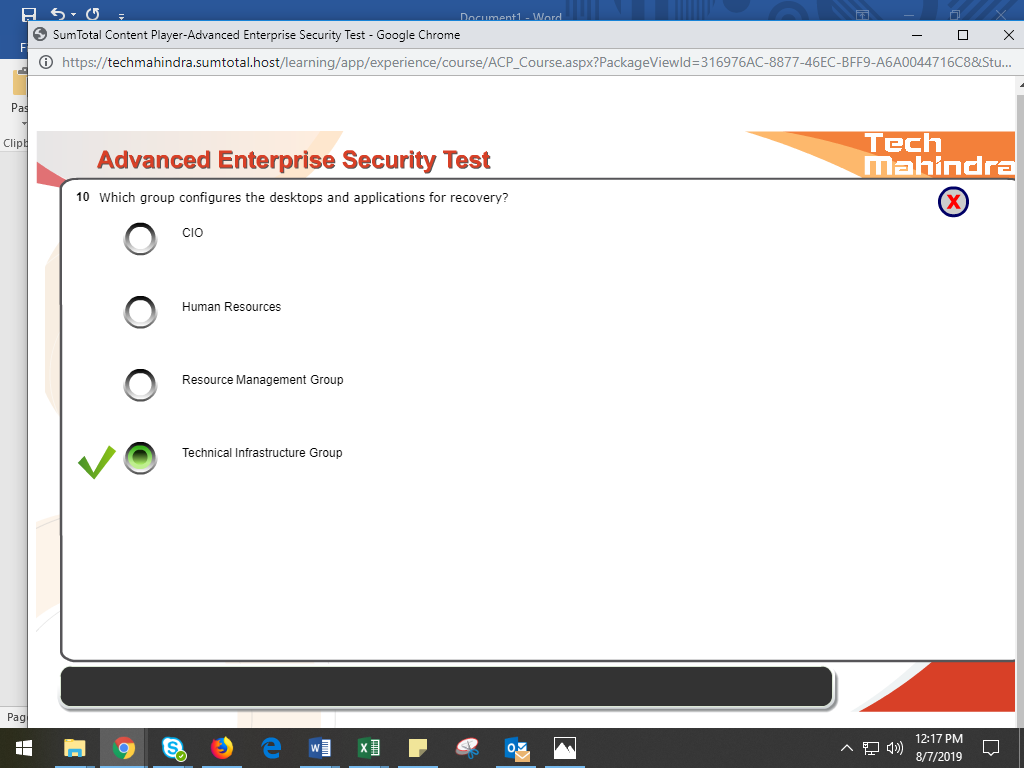 Document1 - Word
SumTotal Content Player-Advanced Enterprise Security Test - Google Chrome
F
https://techmahindra.sumtotal.host/learning/app/experience/course/ACP_Course.aspx?PackageViewId=316976AC-8877-46EC-BFF9-A6A0044716C8&Stu...
Pas
Clipb
Advanced Enterprise Security Test
Tech
Mahindra
10 Which group configures the desktops and applications for recovery?
X
CIO
Human Resources
Resource Management Group
Technical Infrastructure Group
Page
12:17 PM
8/7/2019